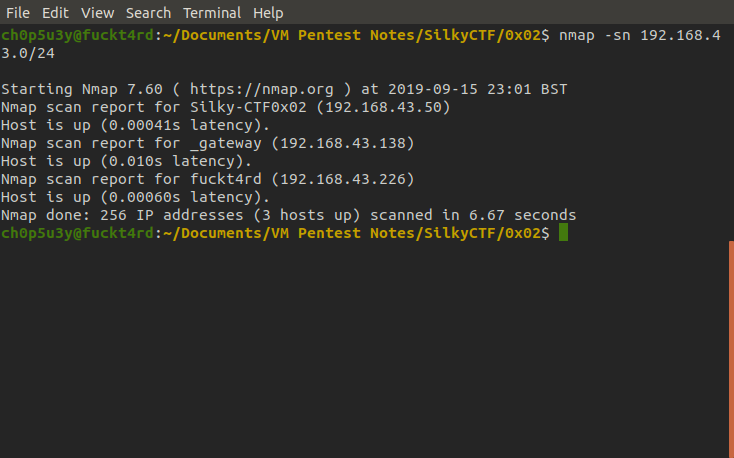 File Edit View Search Terminal Help
ch0p5u3y@fuckt4rd:~/Documents/VM Pentest Notes/SilkyCTF/0x02$ nmap -sn 192.168.4
3.0/24
Starting Nmap 7.60 ( https://nmap.org ) at 2019-09-15 23:01 BST
Nmap scan report for Silky-CTF0x02 (192.168.43.50)
Host is up (0.00041s latency).
Nmap scan report for _gateway (192.168.43.138)
Host is up (0.010s latency).
Nmap scan report for fuckt4rd (192.168.43.226)
Host is up (0.00060s latency).
Nmap done: 256 IP addresses (3 hosts up) scanned in 6.67 seconds
ch0p5u3y@fuckt4rd:~/Documents/VM Pentest Notes/SilkyCTF/0x02$